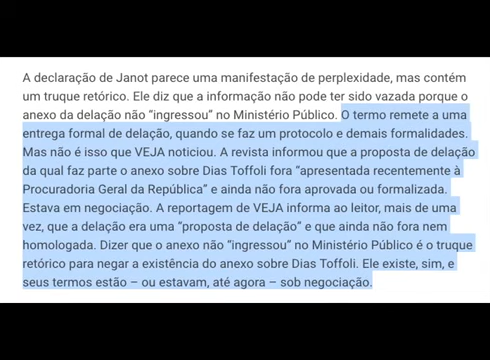 A declaração de Janot parece uma manifestação de perplexidade, mas contém
um truque retórico. Ele diz que a informação não pode ter sido vazada porque o
anexo da delação não “ingressou” no Ministério Público. O termo remete a uma
entrega formal de delação, quando se faz um protocolo e demais formalidades.
Mas não é isso que VEJA noticiou. A revista informou que a proposta de delação
da qual faz parte o anexo sobre Dias Toffoli fora “apresentada recentemente à
Procuradoria Geral da República” e ainda não fora aprovada ou formalizada.
Estava em negociação. A reportagem de VEJA informa ao leitor, mais de uma
vez, que a delação era uma “proposta de delação” e que ainda não fora nem
homologada. Dizer que o anexo não “ingressou” no Ministério Público é o truque
retórico para negar a existência do anexo sobre Dias Toffoli. Ele existe, sim, e
seus termos estão – ou estavam, até agora – sob negociação.